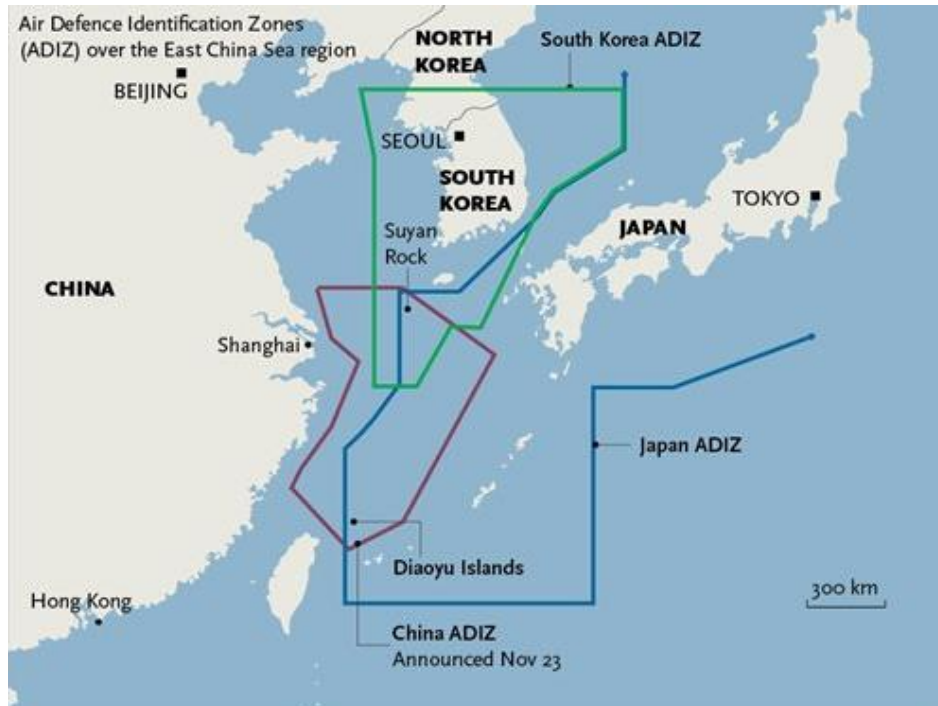 Air Defence Identification Zones
(ADIZ) over the East China Sea region
NORTH
KOREA
South Korea ADIZ
BEIJING
SEOUL
SOUTH
KOREA
TOKYO
JAPAN
Suyan
Rock
CHINA
Shanghai
Japan ADIZ
Diaoyu Islands
300 km
Hong Kong
China ADIZ
Announced Nov 23